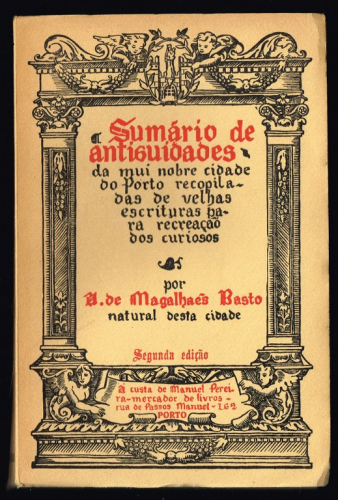 Sumário de
antiguidades
da mui nobre cidade
do Porto recopila-
das de velhas
escrituras pa-
ra recreação
dos curiosos
por
A. de Magalhães Basto
natural desta cidade
Segunda edição
À custa de Manuel Perei-
ra-mercador de livros-
rua de Passos Manuel-162
PORTO